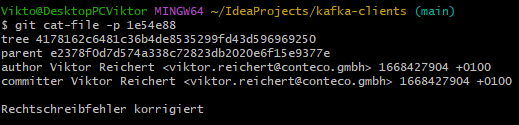 Vikto@DesktopPCViktor MINGW64 ~/IdeaProjects/kafka-clients (main)
$ git cat-file -p 1e54e88
tree 4178162c6481c36b4de8535299fd43d596969250
parent e2378f0d7d574a338c72823db2020e6f15e9377e
author Viktor Reichert <viktor.reichert@conteco.gmbh> 1668427904 +0100
committer Viktor Reichert <viktor.reichert@conteco.gmbh> 1668427904 +0100
Rechtschreibfehler korrigiert